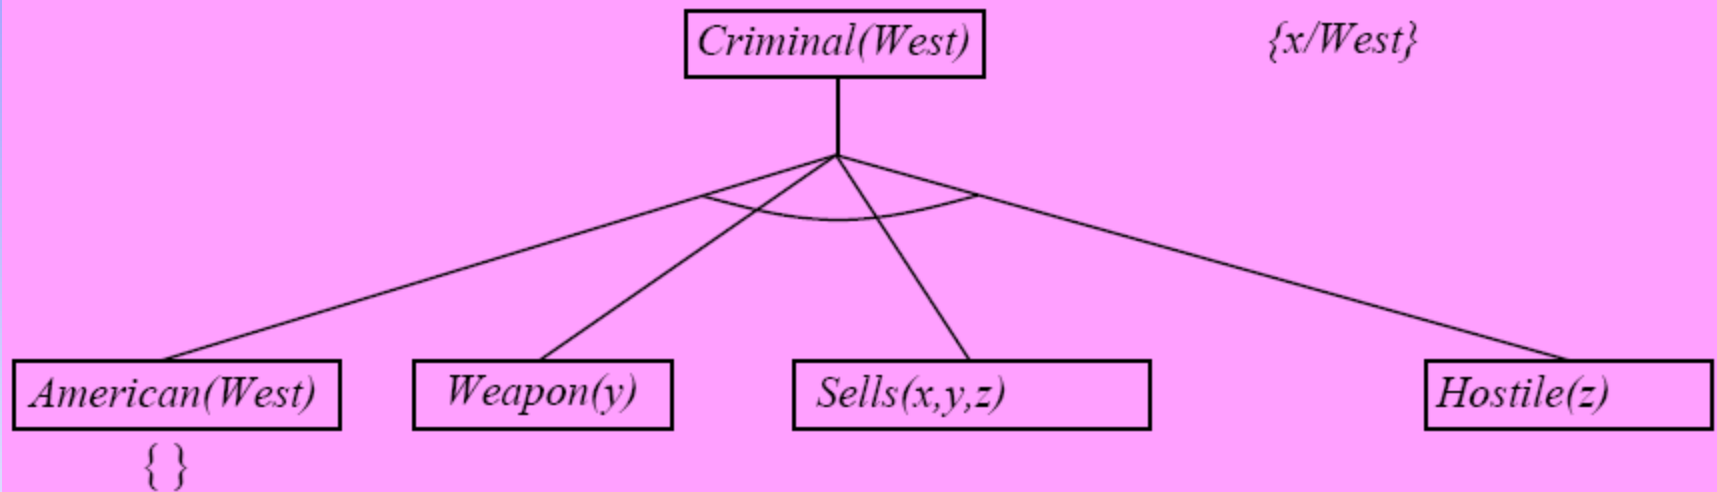 Criminal(West)
{x/West}
American(West)
Weapon(y)
Sells(x,y,z)
Hostile(z)
{ }